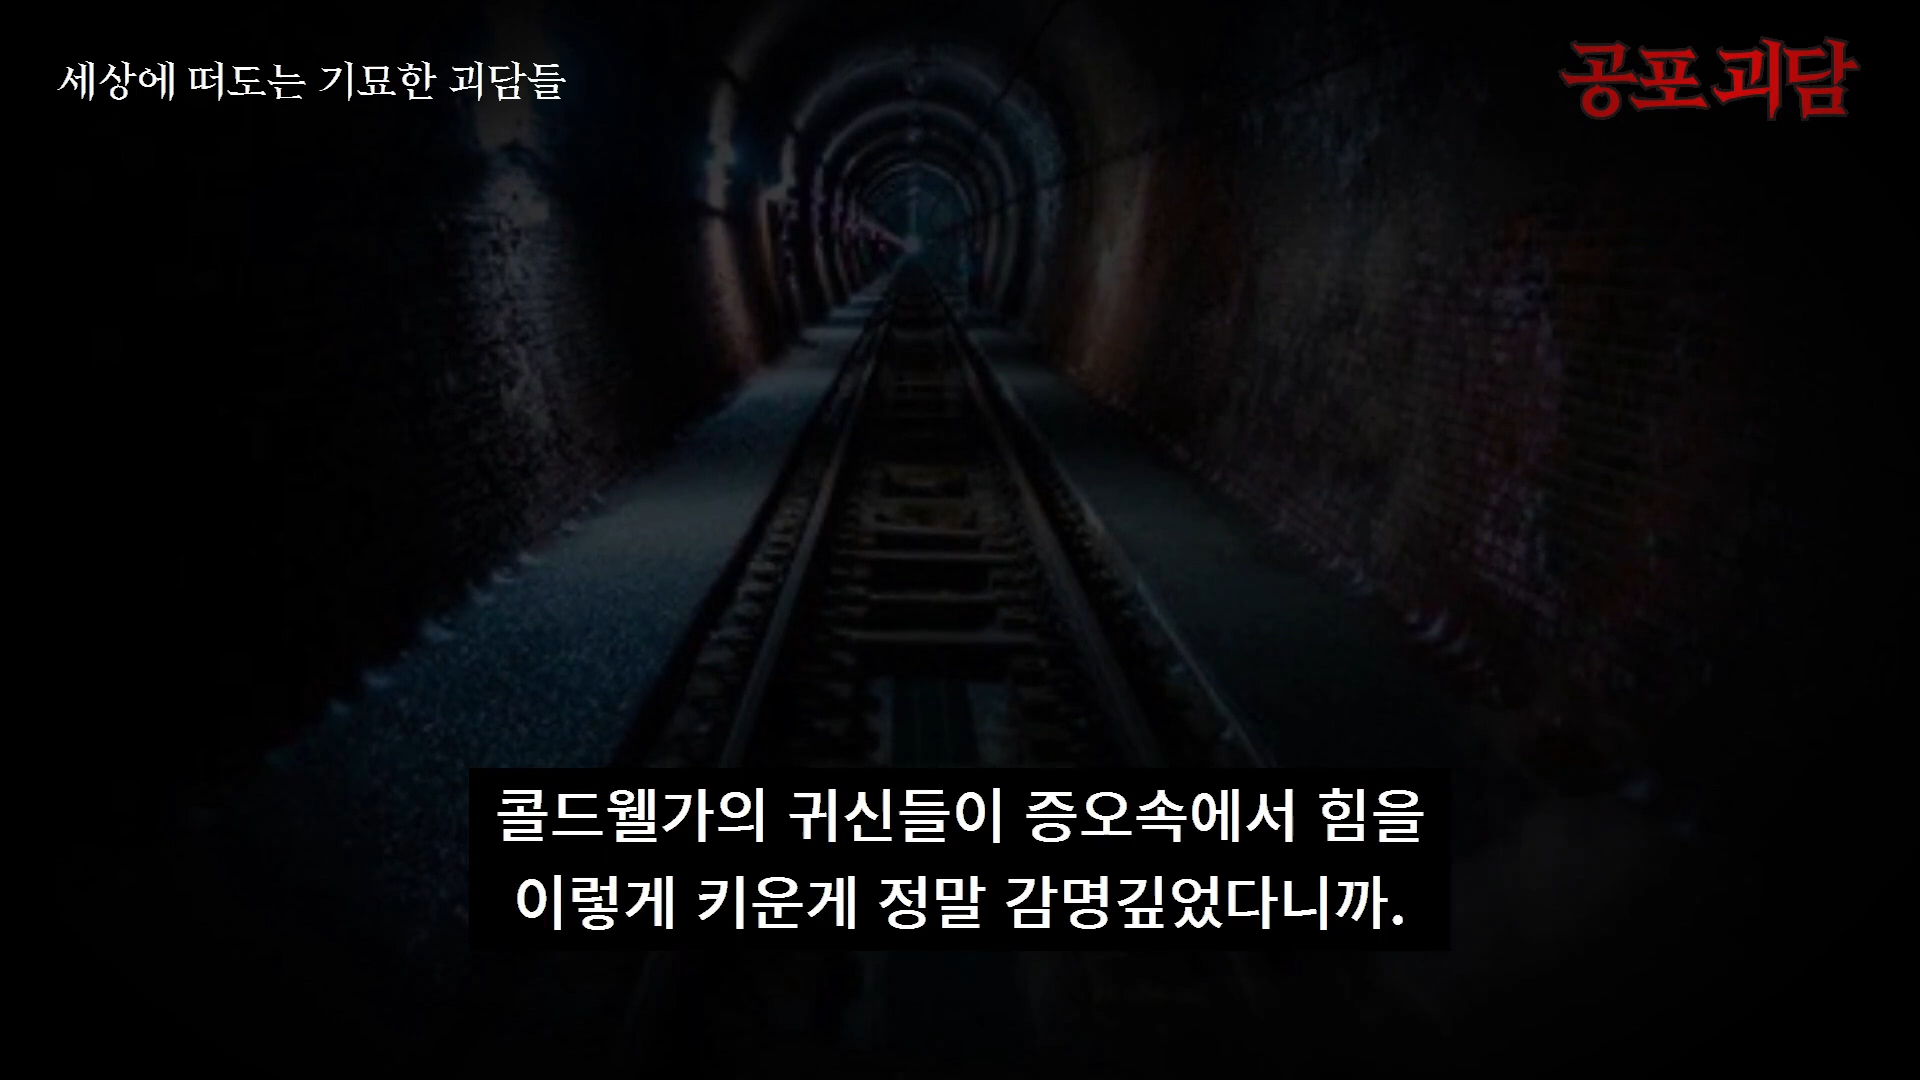 세상에 떠도는 기묘한 괴담들
공포 괴담
콜드웰가의 귀신들이 증오속에서 힘을
이렇게 키운게 정말 감명깊었다니까.